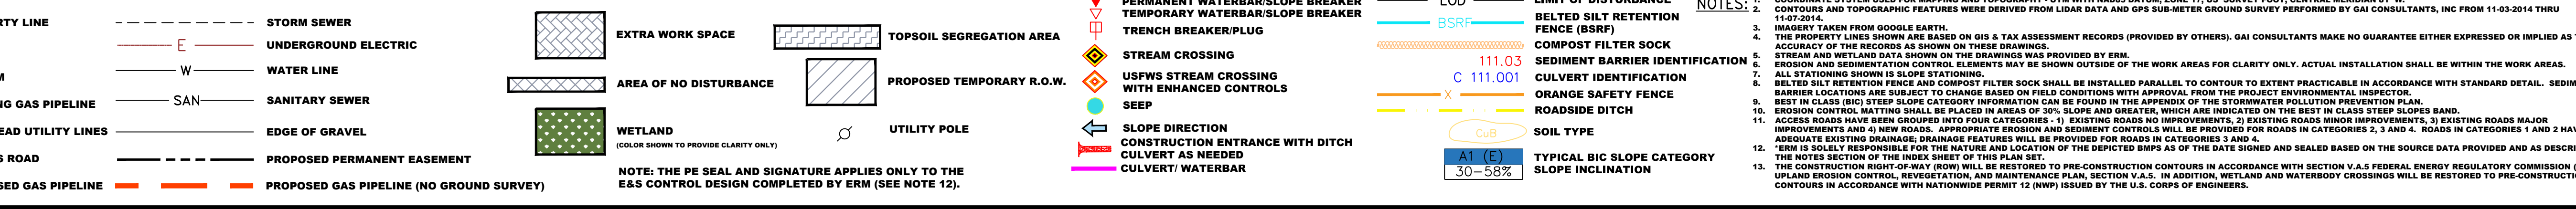 RTY LINE
NG GAS PIPELINE
EAD UTILITY LINES
S ROAD
SED GAS PIPELINE
STORM SEWER
E UNDERGROUND ELECTRIC
W WATER LINE
SAN SANITARY SEWER
EDGE OF GRAVEL
PROPOSED PERMANENT EASEMENT
PROPOSED GAS PIPELINE (NO GROUND SURVEY)
EXTRA WORK SPACE
AREA OF NO DISTURBANCE
WETLAND
(COLOR SHOWN TO PROVIDE CLARITY ONLY)
TOPSOIL SEGREGATION AREA
PROPOSED TEMPORARY R.O.W.
UTILITY POLE
NOTE: THE PE SEAL AND SIGNATURE APPLIES ONLY TO THE
E&S CONTROL DESIGN COMPLETED BY ERM (SEE NOTE 12).
PERMANENT WATERBAR/SLOPE BREAKER
TEMPORARY WATERBAR/SLOPE BREAKER
TRENCH BREAKER/PLUG
STREAM CROSSING
USFWS STREAM CROSSING
WITH ENHANCED CONTROLS
SEEP
SLOPE DIRECTION
CONSTRUCTION ENTRANCE WITH DITCH
CULVERT AS NEEDED
CULVERT/ WATERBAR
LOD LIMIT OF DISTURBANCE
BSRF BELTED SILT RETENTION
FENCE (BSRF)
COMPOST FILTER SOCK
111.03 SEDIMENT BARRIER IDENTIFICATION
C 111.001 CULVERT IDENTIFICATION
X ORANGE SAFETY FENCE
ROADSIDE DITCH
CuB SOIL TYPE
A1 (E) TYPICAL BIC SLOPE CATEGORY
30-58% SLOPE INCLINATION
NOTES:
1. COORDINATE SYSTEM USED FOR MAPPING AND TOPOGRAPHY - UTM WITH NAD83 DATUM, ZONE 17, US SURVEY FOOT, CENTRAL MERIDIAN 81° W.
2. CONTOURS AND TOPOGRAPHIC FEATURES WERE DERIVED FROM LIDAR DATA AND GPS SUB-METER GROUND SURVEY PERFORMED BY GAI CONSULTANTS, INC FROM 11-03-2014 THRU
11-07-2014.
3. IMAGERY TAKEN FROM GOOGLE EARTH.
4. THE PROPERTY LINES SHOWN ARE BASED ON GIS & TAX ASSESSMENT RECORDS (PROVIDED BY OTHERS). GAI CONSULTANTS MAKE NO GUARANTEE EITHER EXPRESSED OR IMPLIED AS
ACCURACY OF THE RECORDS AS SHOWN ON THESE DRAWINGS.
5. STREAM AND WETLAND DATA SHOWN ON THE DRAWINGS WAS PROVIDED BY ERM.
6. EROSION AND SEDIMENTATION CONTROL ELEMENTS MAY BE SHOWN OUTSIDE OF THE WORK AREAS FOR CLARITY ONLY. ACTUAL INSTALLATION SHALL BE WITHIN THE WORK AREAS.
7. ALL STATIONING SHOWN IS SLOPE STATIONING.
8. BELTED SILT RETENTION FENCE AND COMPOST FILTER SOCK SHALL BE INSTALLED PARALLEL TO CONTOUR TO EXTENT PRACTICABLE IN ACCORDANCE WITH STANDARD DETAIL. SEDIM
BARRIER LOCATIONS ARE SUBJECT TO CHANGE BASED ON FIELD CONDITIONS WITH APPROVAL FROM THE PROJECT ENVIRONMENTAL INSPECTOR.
9. BEST IN CLASS (BIC) STEEP SLOPE CATEGORY INFORMATION CAN BE FOUND IN THE APPENDIX OF THE STORMWATER POLLUTION PREVENTION PLAN.
10. EROSION CONTROL MATTING SHALL BE PLACED IN AREAS OF 30% SLOPE AND GREATER, WHICH ARE INDICATED ON THE BEST IN CLASS STEEP SLOPES BAND.
11. ACCESS ROADS HAVE BEEN GROUPED INTO FOUR CATEGORIES - 1) EXISTING ROADS NO IMPROVEMENTS, 2) EXISTING ROADS MINOR IMPROVEMENTS, 3) EXISTING ROADS MAJOR
IMPROVEMENTS AND 4) NEW ROADS. APPROPRIATE EROSION AND SEDIMENT CONTROLS WILL BE PROVIDED FOR ROADS IN CATEGORIES 2, 3 AND 4. ROADS IN CATEGORIES 1 AND 2 HAV
ADEQUATE EXISTING DRAINAGE; DRAINAGE FEATURES WILL BE PROVIDED FOR ROADS IN CATEGORIES 3 AND 4.
12. *ERM IS SOLELY RESPONSIBLE FOR THE NATURE AND LOCATION OF THE DEPICTED BMPS AS OF THE DATE SIGNED AND SEALED BASED ON THE SOURCE DATA PROVIDED AND AS DESCRI
THE NOTES SECTION OF THE INDEX SHEET OF THIS PLAN SET.
13. THE CONSTRUCTION RIGHT-OF-WAY (ROW) WILL BE RESTORED TO PRE-CONSTRUCTION CONTOURS IN ACCORDANCE WITH SECTION V.A.5 FEDERAL ENERGY REGULATORY COMMISSION (
UPLAND EROSION CONTROL, REVEGETATION, AND MAINTENANCE PLAN, SECTION V.A.5. IN ADDITION, WETLAND AND WATERBODY CROSSINGS WILL BE RESTORED TO PRE-CONSTRUCTI
CONTOURS IN ACCORDANCE WITH NATIONWIDE PERMIT 12 (NWP) ISSUED BY THE U.S. CORPS OF ENGINEERS.